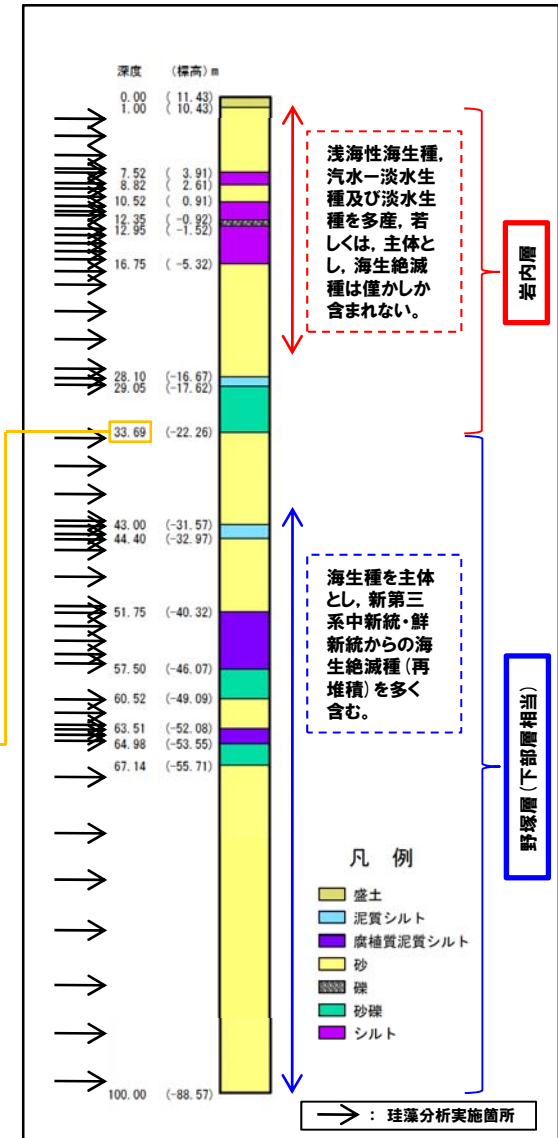 深度 (標高) m
0.00 ( 11.43)
1.00 ( 10.43)
7.52 ( 3.91)
8.82 ( 2.61)
10.52 ( 0.91)
12.35 (-0.92)
12.95 (-1.52)
16.75 (-5.32)
28.10 (-16.67)
29.05 (-17.62)
33.69 (-22.26)
43.00 (-31.57)
44.40 (-32.97)
51.75 (-40.32)
57.50 (-46.07)
60.52 (-49.09)
63.51 (-52.08)
64.98 (-53.55)
67.14 (-55.71)
100.00 (-88.57)
浅海性海生種,
汽水－淡水生
種及び淡水生
種を多産, 若
しくは, 主体と
し, 海生絶滅
種は僅かしか
含まれない。
岩内層
海生種を主体
とし, 新第三
系中新統・鮮
新統からの海
生絶滅種(再
堆積)を多く
含む。
野塚層(下部層相当)
凡 例
盛土
泥質シルト
腐植質泥質シルト
砂
礫
砂礫
シルト
→ : 珪藻分析実施箇所